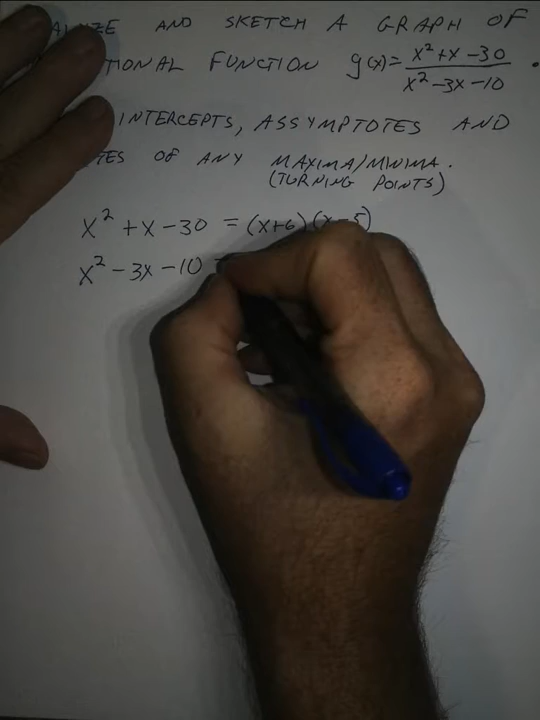 AND SKETCH A GRAPH OF
FUNCTION g(x)= x²+x-30 / x²-3x-10 .
INTERCEPTS, ASSYMPTOTES AND
OF ANY MAXIMA/MINIMA.
(TURNING POINTS)
x² + x - 30 = (x+6)(x-5)
x² - 3x - 10